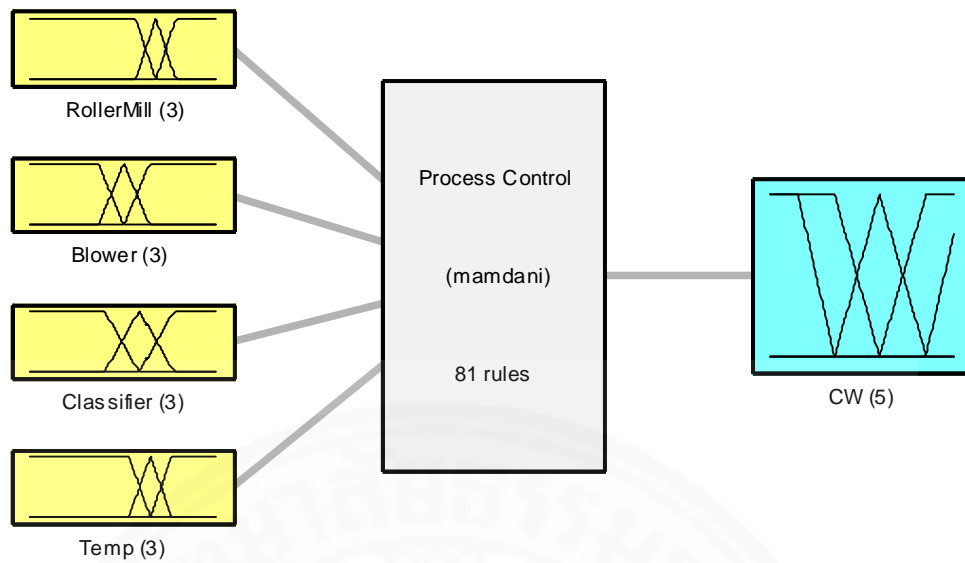 RollerMill (3)
Blower (3)
Classifier (3)
Temp (3)
Process Control
(mamdani)
81 rules
CW (5)